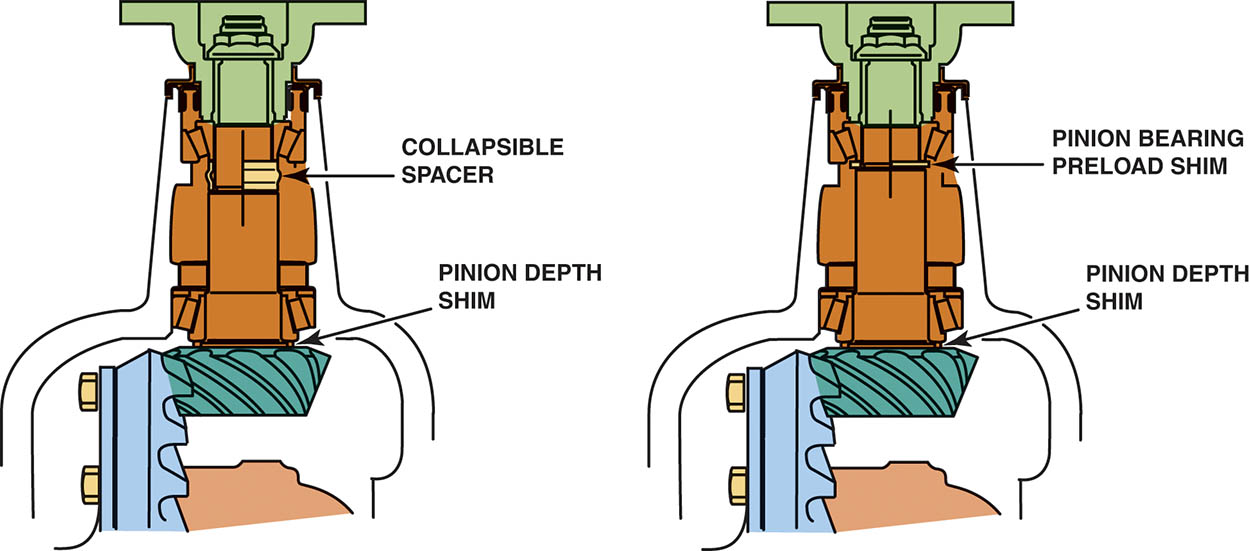 COLLAPSIBLE
SPACER
PINION DEPTH
SHIM
PINION BEARING
PRELOAD SHIM
PINION DEPTH
SHIM